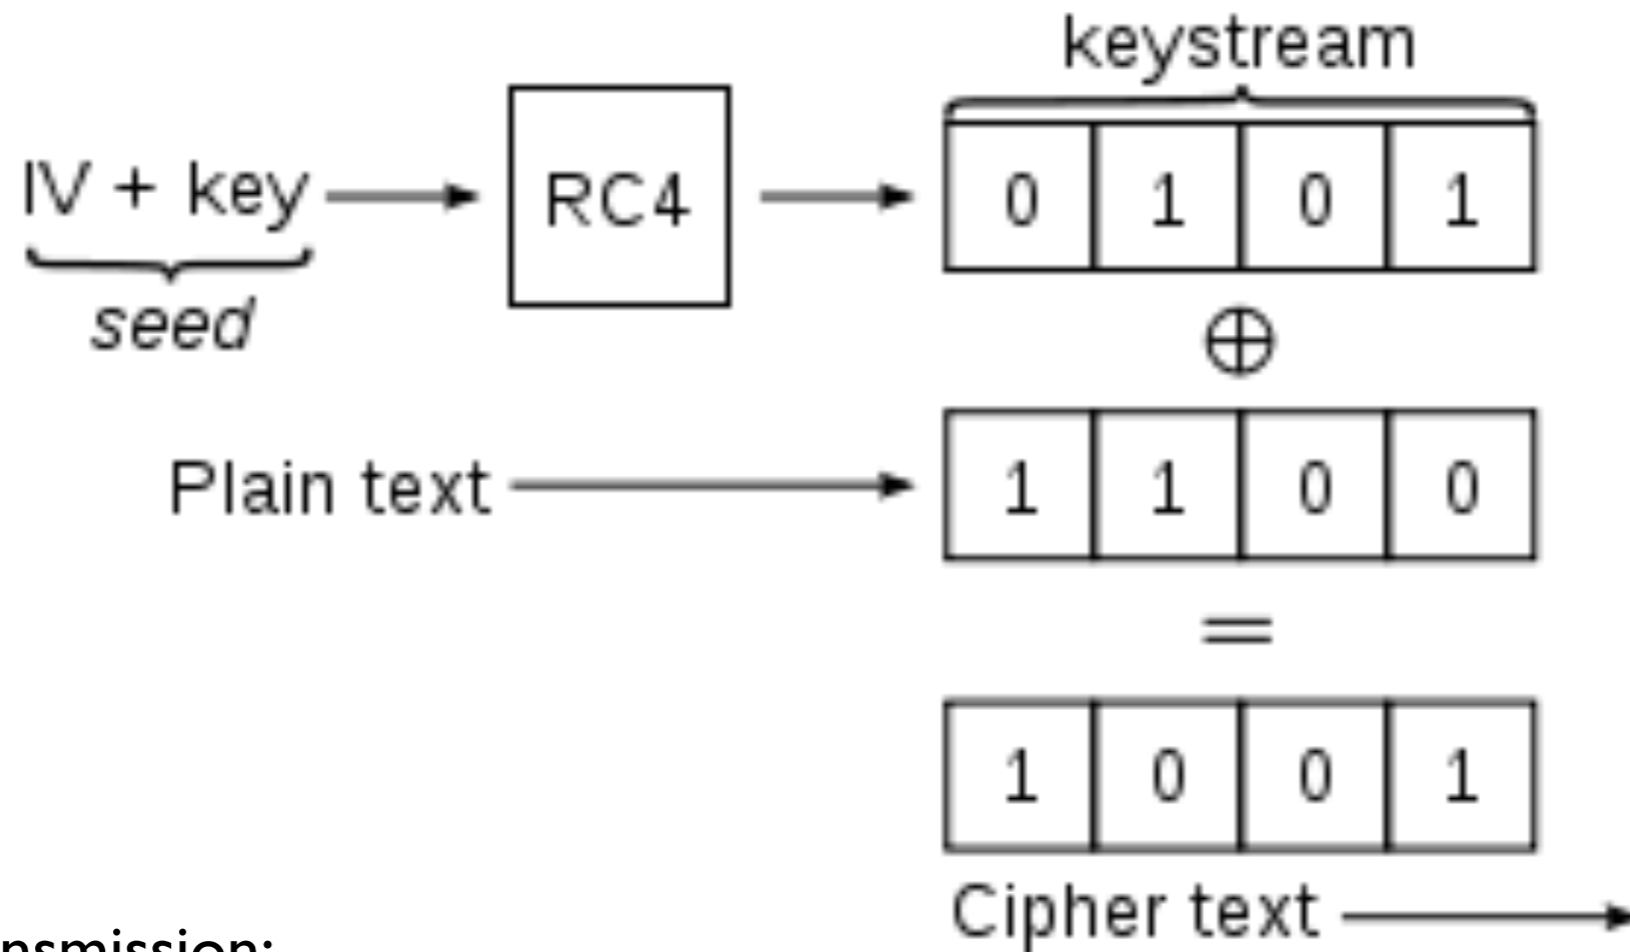 keystream
IV + key
RC4
0 1 0 1
seed
⊕
Plain text
1 1 0 0
=
1 0 0 1
Cipher text